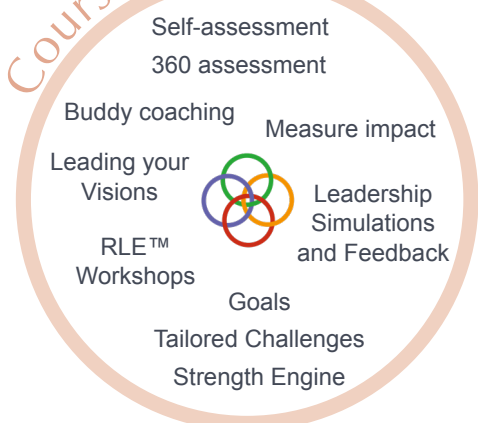 Self-assessment
360 assessment
Buddy coaching
Measure impact
Leading your
Visions
Leadership
Simulations
and Feedback
RLE™
Workshops
Goals
Tailored Challenges
Strength Engine